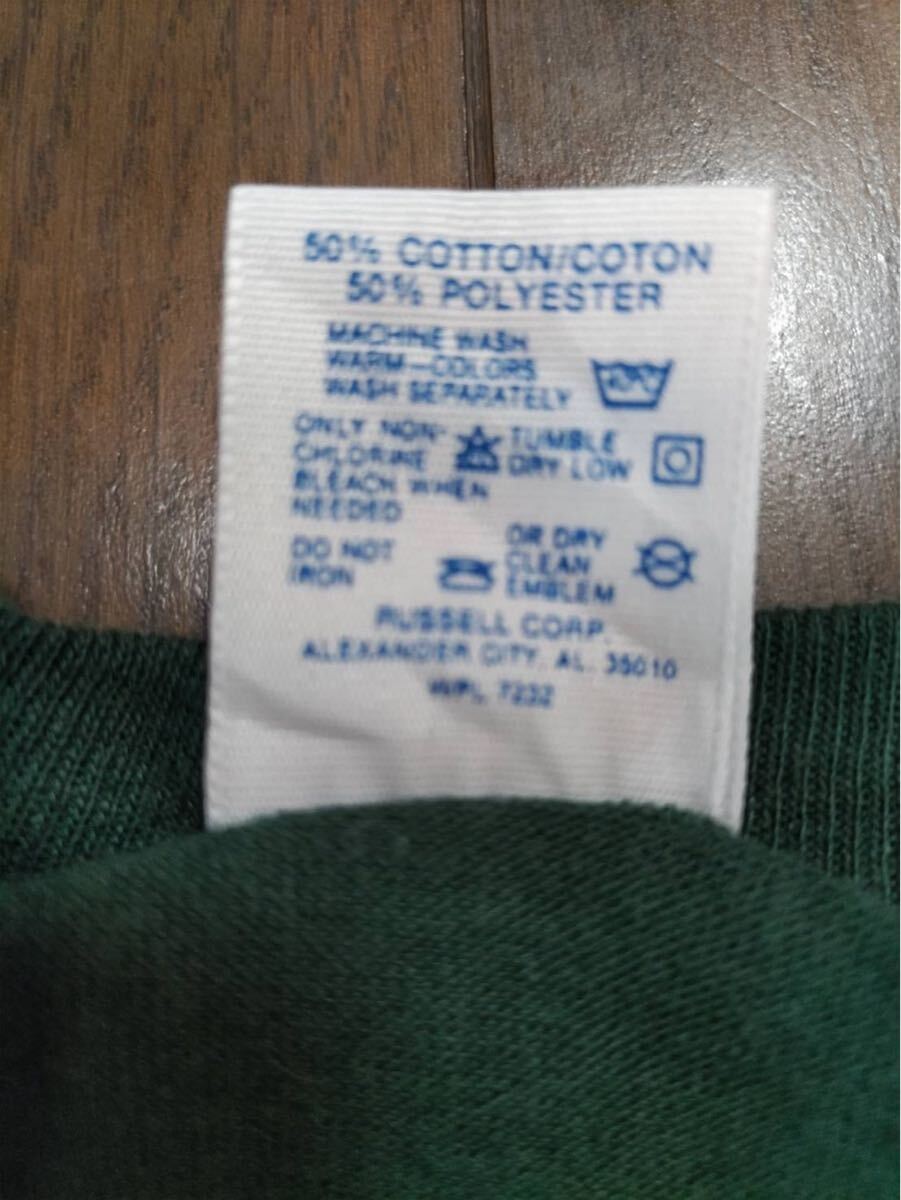 50% COTTON/COTON
50% POLYESTER
MACHINE WASH
WARM—COLORS
WASH SEPARATELY
ONLY NON-
CHLORINE
BLEACH WHEN
NEEDED
TUMBLE
DRY LOW
DO NOT
IRON
OR DRY
CLEAN
EMBLEM
RUSSELL CORP.
ALEXANDER CITY, AL. 35010
WPL 7232